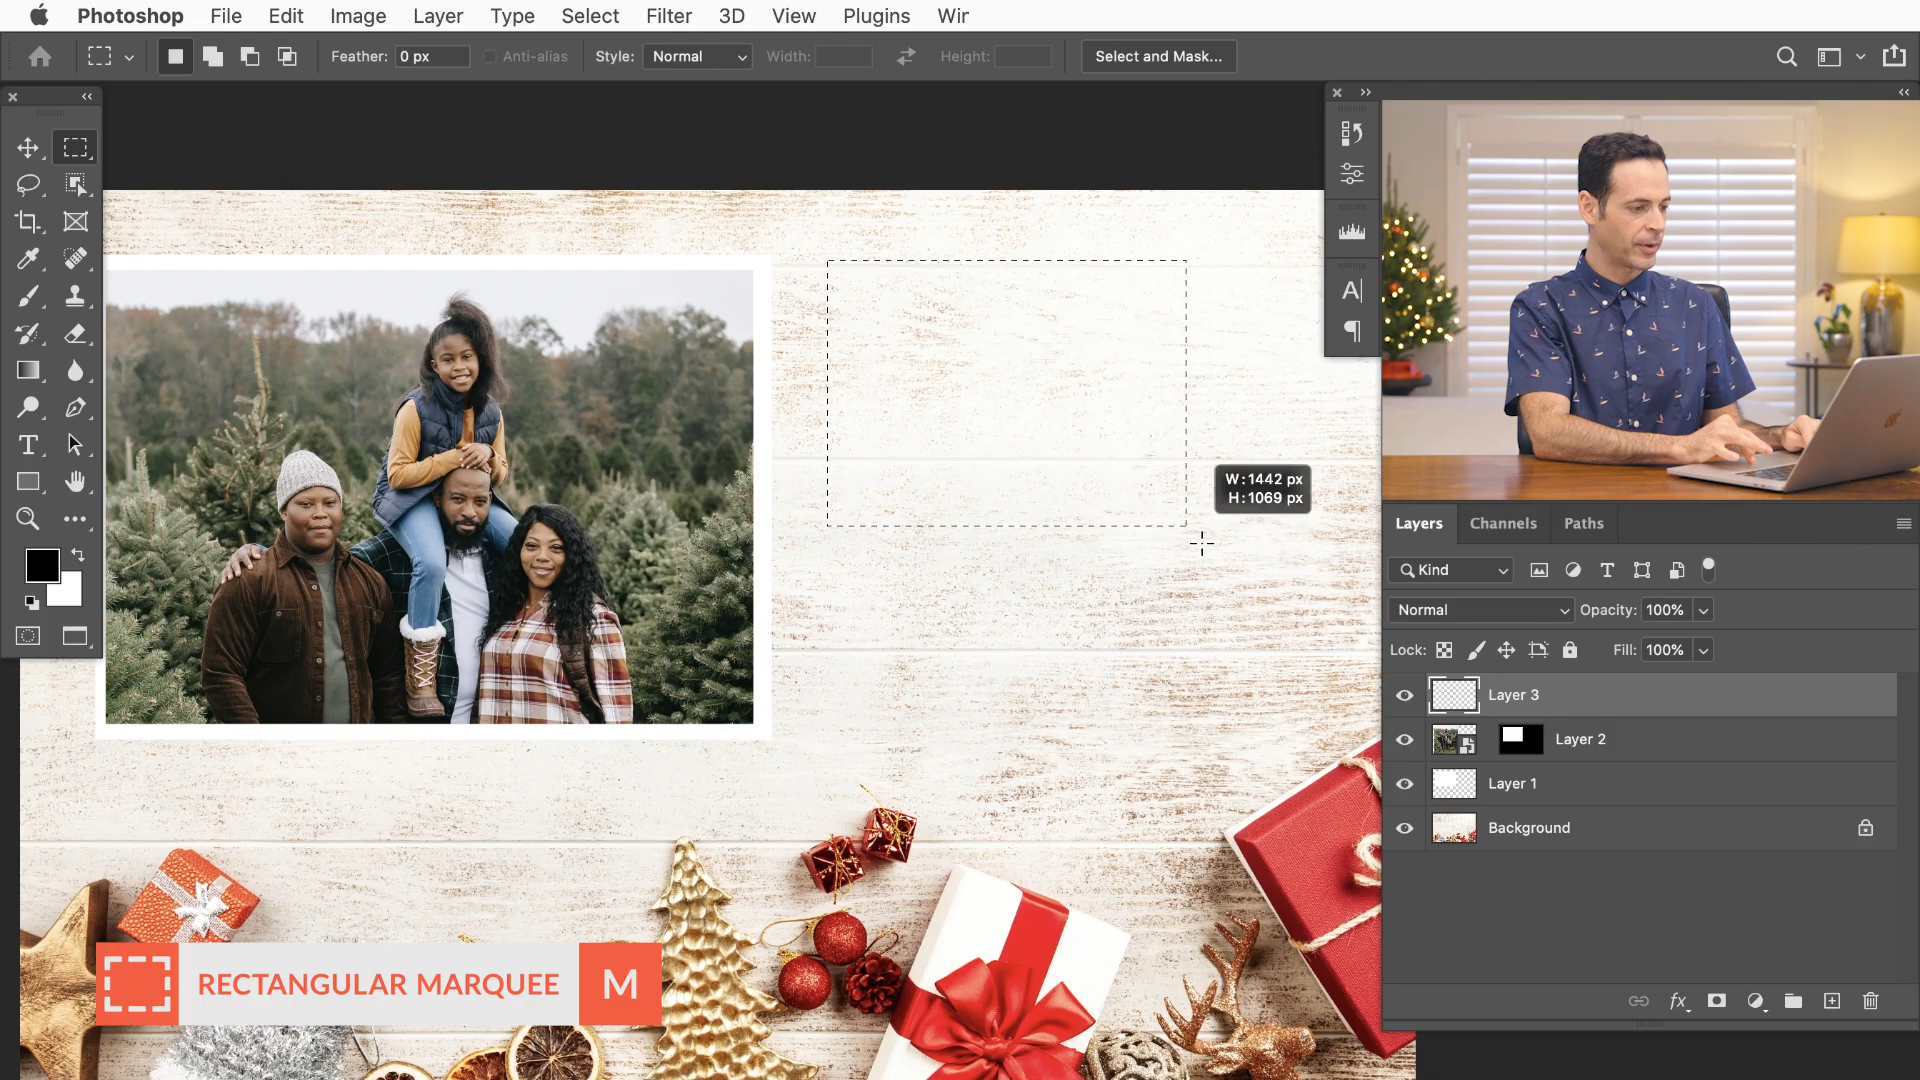 Photoshop File Edit Image Layer Type Select Filter 3D View Plugins Wir
Feather: 0 px Anti-alias Style: Normal Width: Height: Select and Mask...
W: 1442 px
H: 1069 px
Layers Channels Paths
Kind
Normal Opacity: 100%
Lock: Fill: 100%
Layer 3
Layer 2
Layer 1
Background
fx
RECTANGULAR MARQUEE M